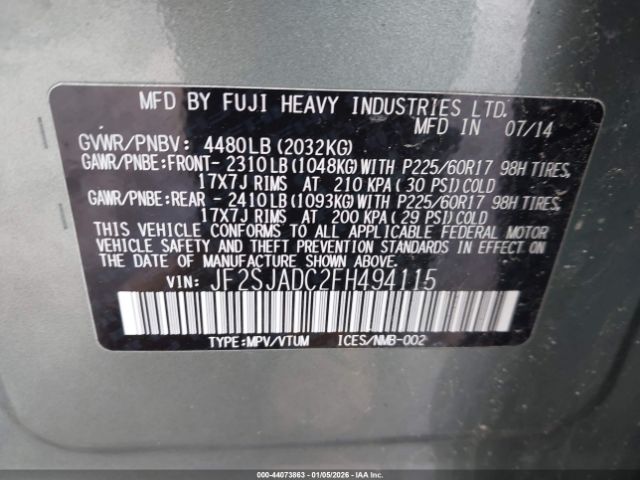 MFD BY FUJI HEAVY INDUSTRIES LTD.
MFD IN 07/14
GVWR/PNBV: 4480LB (2032KG)
GAWR/PNBE:FRONT- 2310LB (1048KG) WITH P225/60R17 98H TIRES,
17X7J RIMS AT 210 KPA (30 PSI) COLD
GAWR/PNBE:REAR - 2410LB (1093KG) WITH P225/60R17 98H TIRES,
17X7J RIMS AT 200 KPA (29 PSI) COLD
THIS VEHICLE CONFORMS TO ALL APPLICABLE FEDERAL MOTOR
VEHICLE SAFETY AND THEFT PREVENTION STANDARDS IN EFFECT ON
THE DATE OF MANUFACTURE SHOWN ABOVE.
VIN: JF2SJADC2FH494115
TYPE:MPV/VTUM ICES/NMB-002
000-44073863 | 01/05/2026 - IAA Inc.